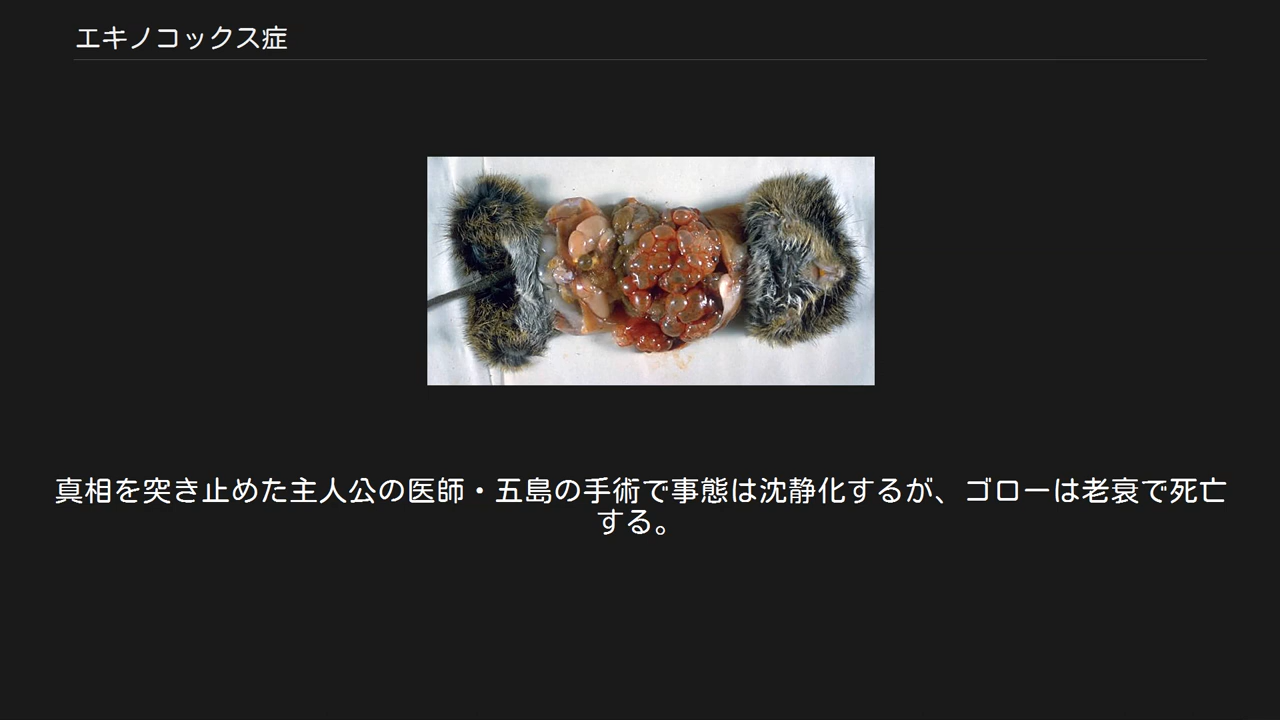 エキノコックス症
真相を突き止めた主人公の医師・五島の手術で事態は沈静化するが、ゴローは老衰で死亡
する。